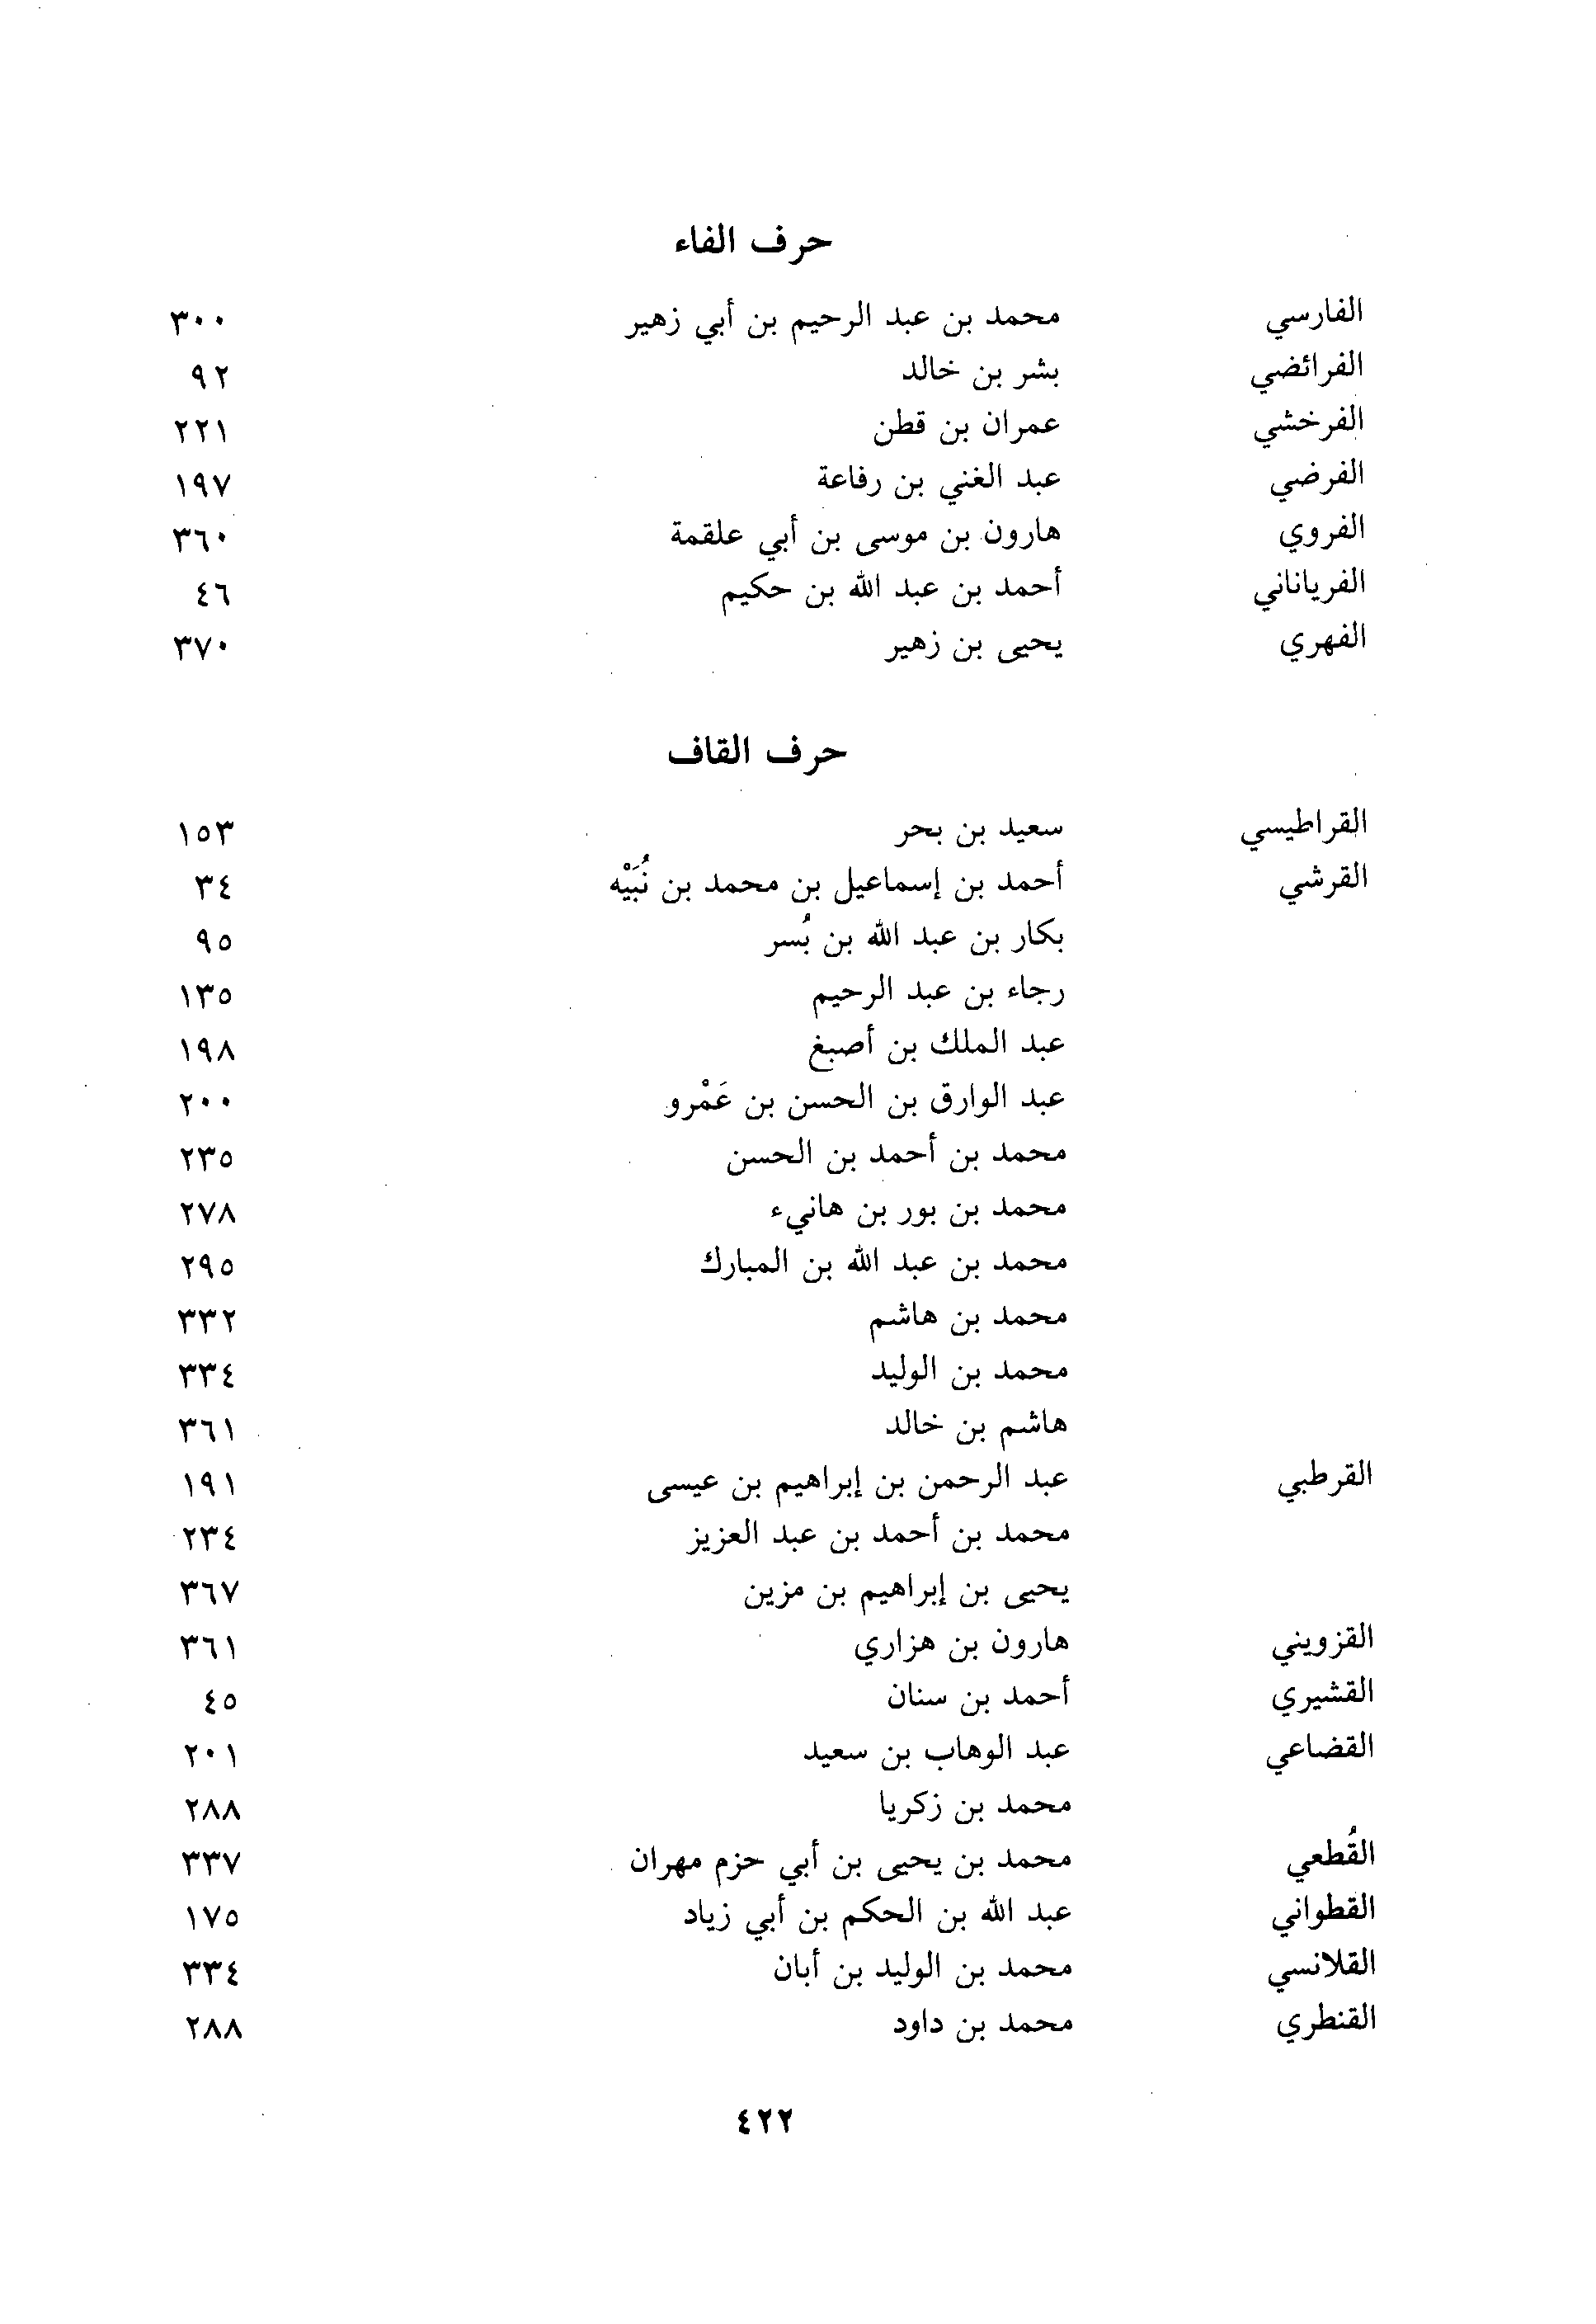 حرف الفاء
الفارسي محمد بن عبد الرحيم بن أبي زهير ٣٠٠
الفرائضي بشر بن خالد ٩٢
الفرخشي عمران بن قطن ٢٢١
الفرضي عبد الغني بن رفاعة ١٩٧
الفروي هارون بن موسى بن أبي علقمة ٣٦٠
الفرياناني أحمد بن عبد الله بن حكيم ٤٦
الفهري يحيى بن زهير ٣٧٠
حرف القاف
القراطيسي سعيد بن بحر ١٥٣
القرشي أحمد بن إسماعيل بن محمد بن نُبَيْه ٣٤
بكار بن عبد الله بن بُسر ٩٥
رجاء بن عبد الرحيم ١٣٥
عبد الملك بن أصبغ ١٩٨
عبد الوارق بن الحسن بن عَمْرو ٢٠٠
محمد بن أحمد بن الحسن ٢٣٥
محمد بن بور بن هانيء ٢٧٨
محمد بن عبد الله بن المبارك ٢٩٥
محمد بن هاشم ٣٣٢
محمد بن الوليد ٣٣٤
هاشم بن خالد ٣٦١
القرطبي عبد الرحمن بن إبراهيم بن عيسى ١٩١
محمد بن أحمد بن عبد العزيز ٢٣٤
يحيى بن إبراهيم بن مزين ٣٦٧
القزويني هارون بن هزاري ٣٦١
القشيري أحمد بن سنان ٤٥
القضاعي عبد الوهاب بن سعيد ٢٠١
محمد بن زكريا ٢٨٨
القُطعي محمد بن يحيى بن أبي حزم مهران ٣٣٧
القطواني عبد الله بن الحكم بن أبي زياد ١٧٥
القلانسي محمد بن الوليد بن أبان ٣٣٤
القنطري محمد بن داود ٢٨٨
٤٢٢